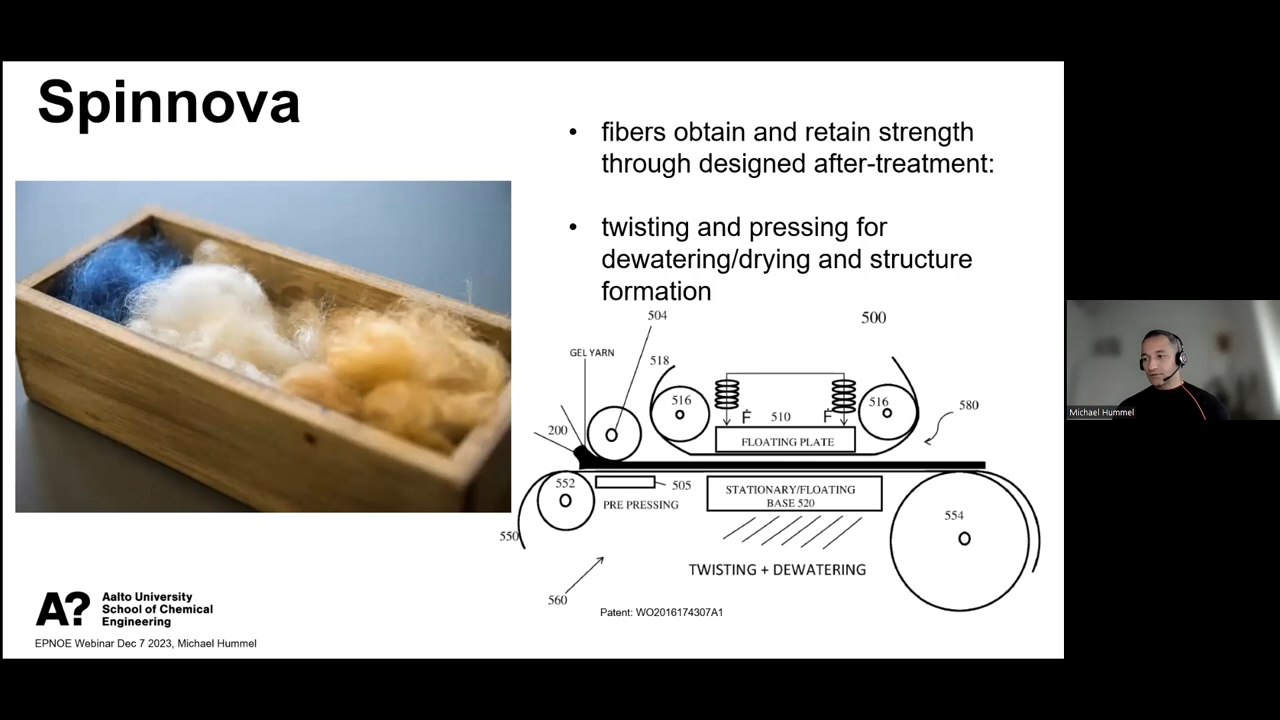 Spinnova
• fibers obtain and retain strength
through designed after-treatment:
• twisting and pressing for
dewatering/drying and structure
formation
504
500
GEL YARN
518
516
510
516
580
F
F
200
FLOATING PLATE
552
505
STATIONARY/FLOATING
BASE 520
PRE PRESSING
554
550
TWISTING + DEWATERING
560
Patent: WO2016174307A1
A?
Aalto University
School of Chemical
Engineering
EPNOE Webinar Dec 7 2023, Michael Hummel
Michael Hummel